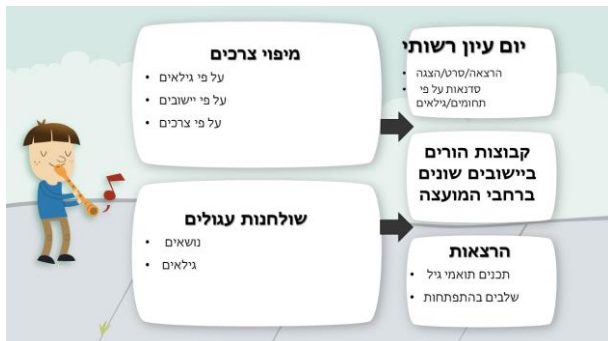 מיפוי צרכים
על פי גילאים
על פי יישובים
על פי צרכים
שולחנות עגולים
נושאים
גילאים
יום עיון רשותי
הרצאה/סרט/הצגה
סדנאות על פי
תחומים/גילאים
קבוצות הורים
ביישובים שונים
ברחבי המועצה
הרצאות
תכנים תואמי גיל
שלבים בהתפתחות